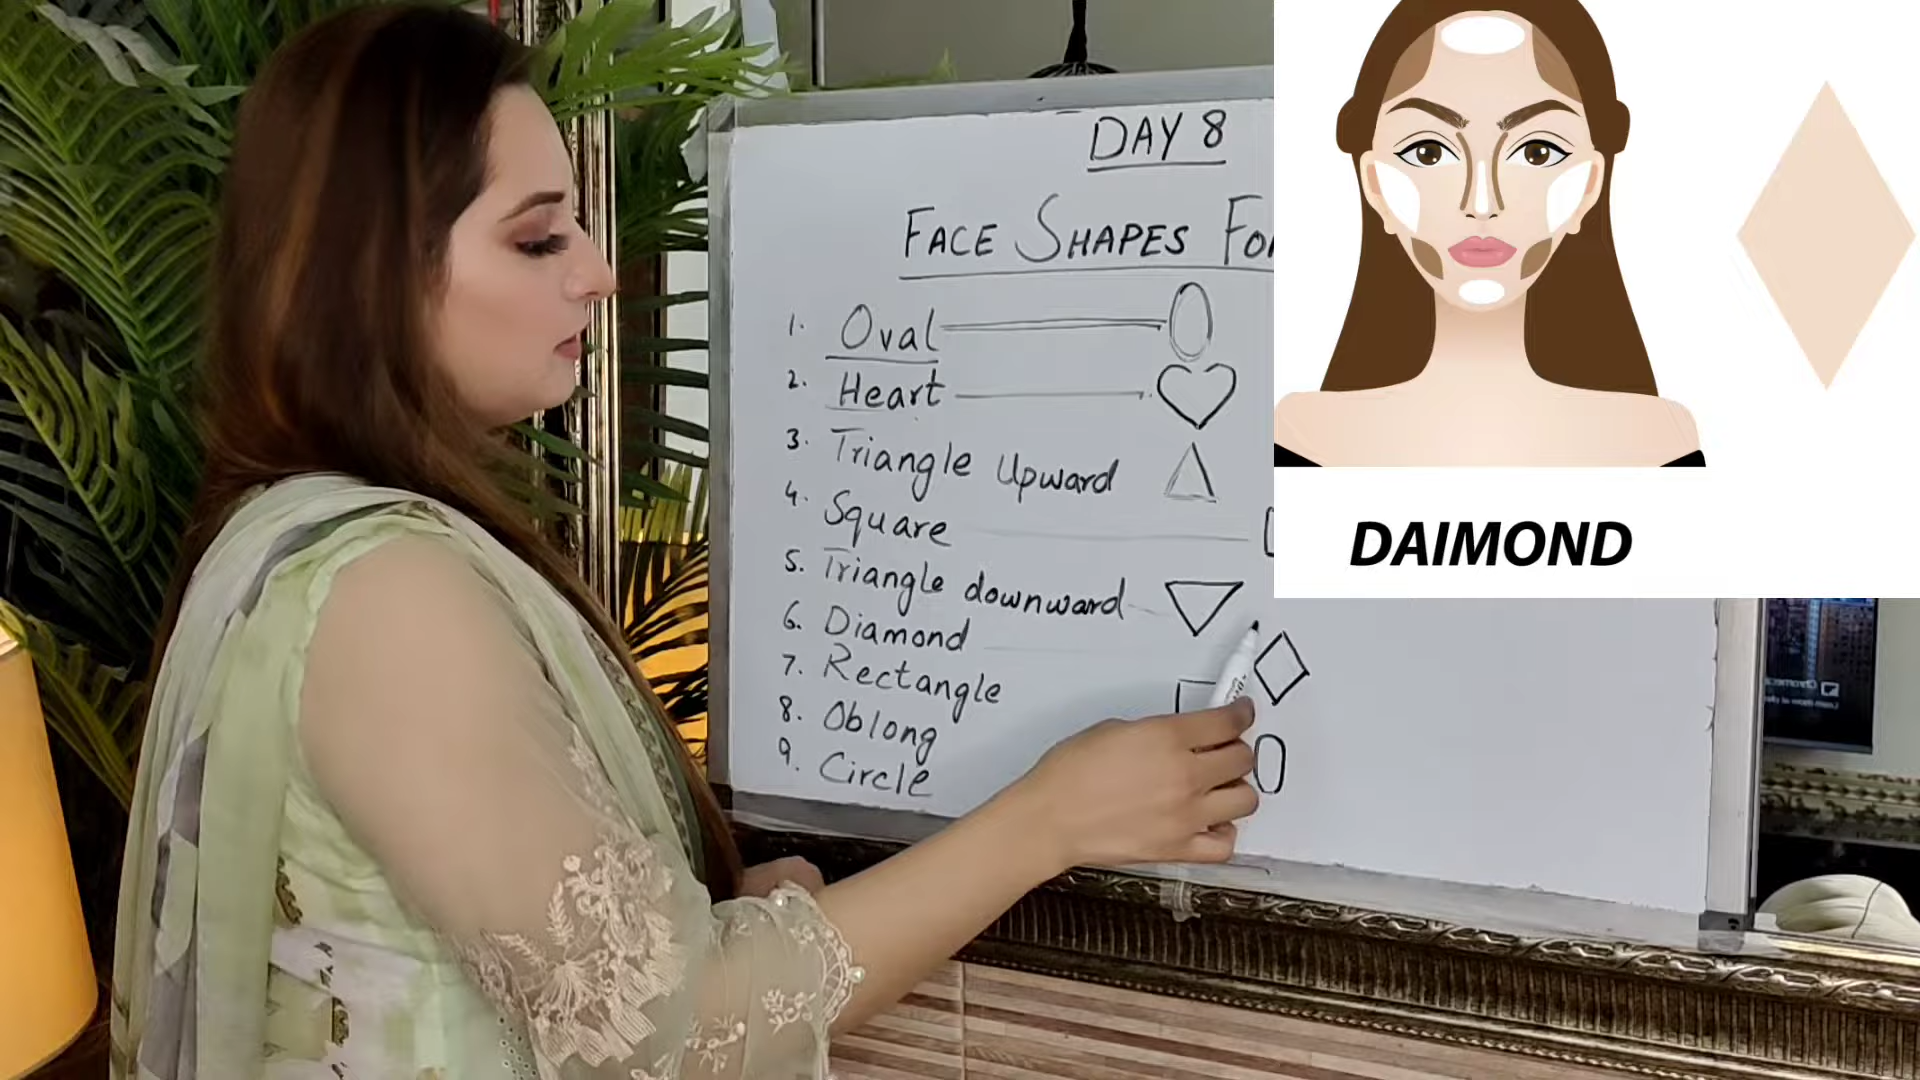 DAY 8
FACE SHAPES FO
1. Oval
2. Heart
3. Triangle Upward
4. Square
5. Triangle downward
6. Diamond
7. Rectangle
8. Oblong
9. Circle
DAIMOND